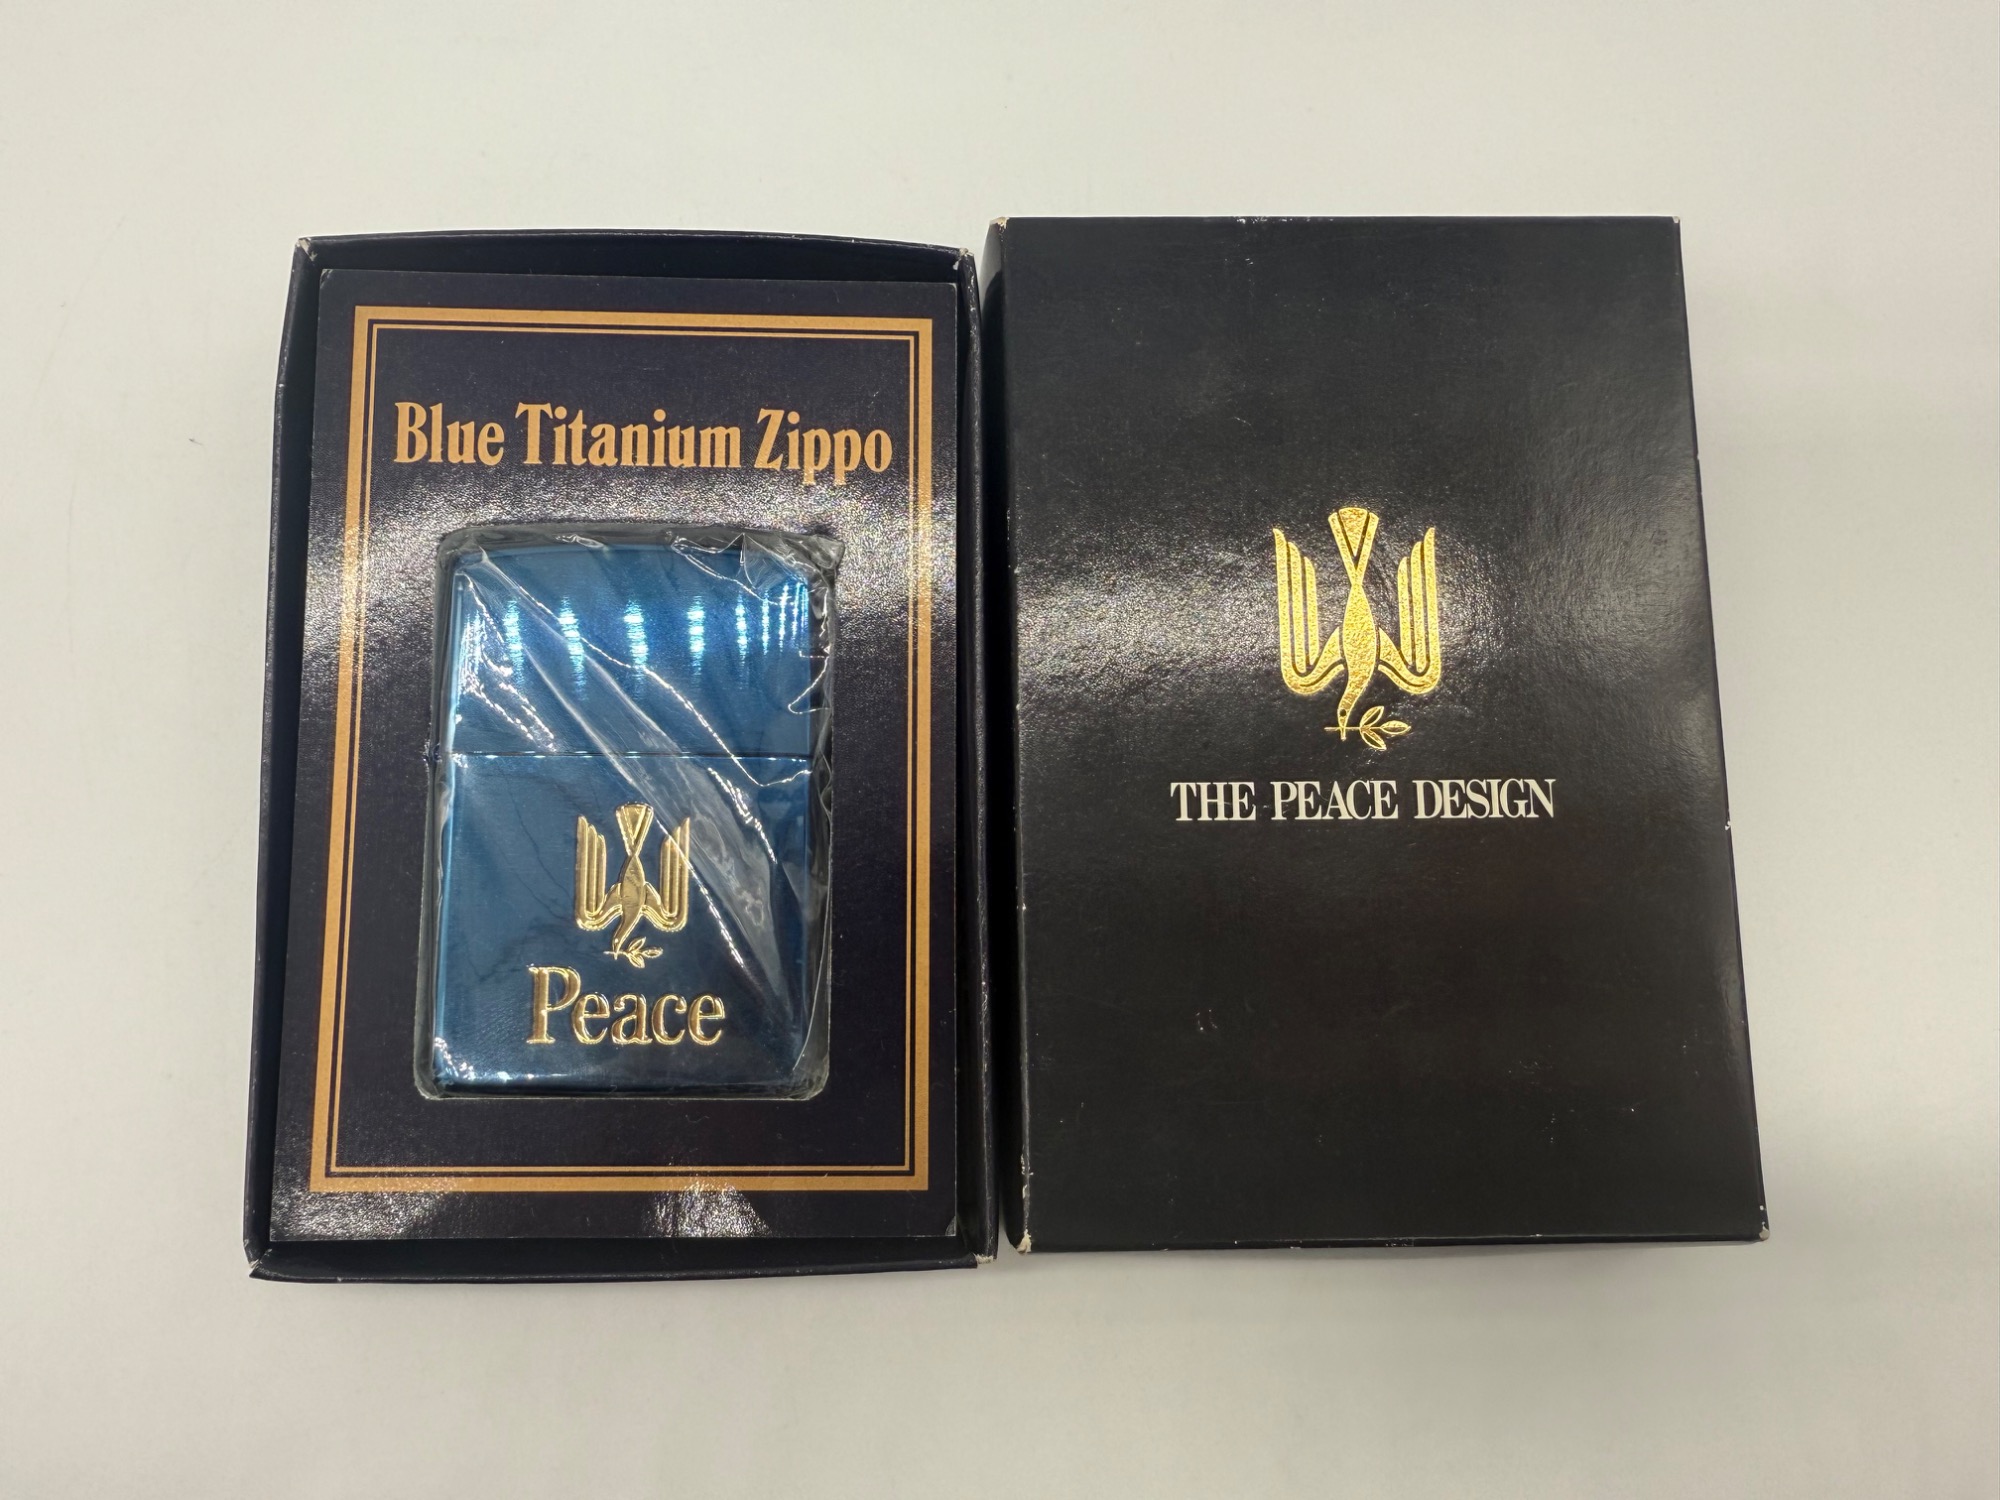 Blue Titanium Zippo
Peace
THE PEACE DESIGN